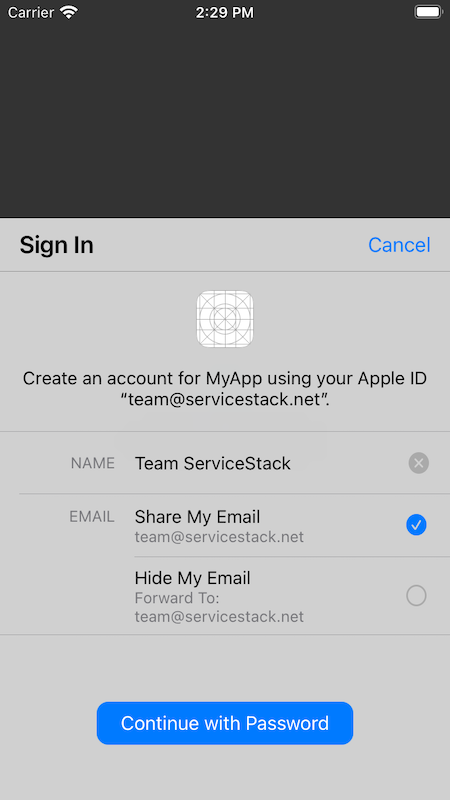 Carrier 2:29 PM
Sign In Cancel
Create an account for MyApp using your Apple ID
“team@servicestack.net”.
NAME Team ServiceStack
EMAIL Share My Email
team@servicestack.net
Hide My Email
Forward To:
team@servicestack.net
Continue with Password